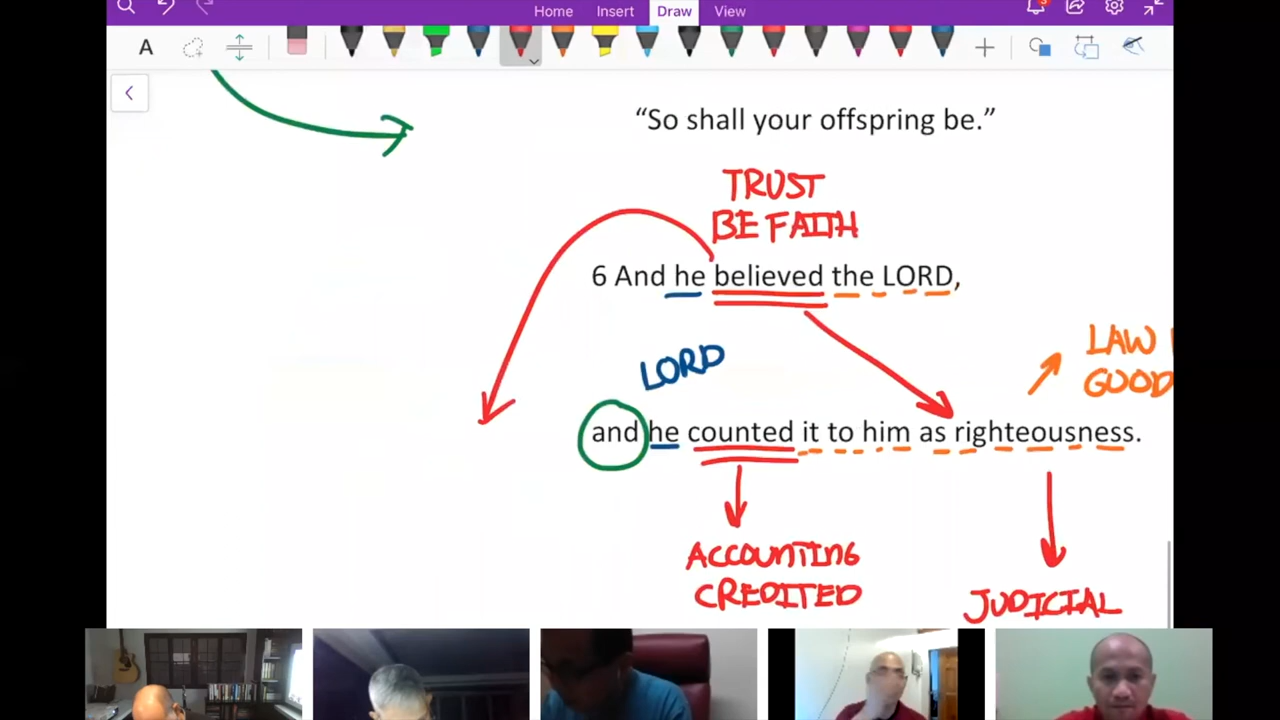 Home Insert Draw View
A
“So shall your offspring be.”
TRUST
BE FAITH
6 And he believed the LORD,
LORD
LAW
GOOD
and he counted it to him as righteousness.
ACCOUNTING
CREDITED
JUDICIAL